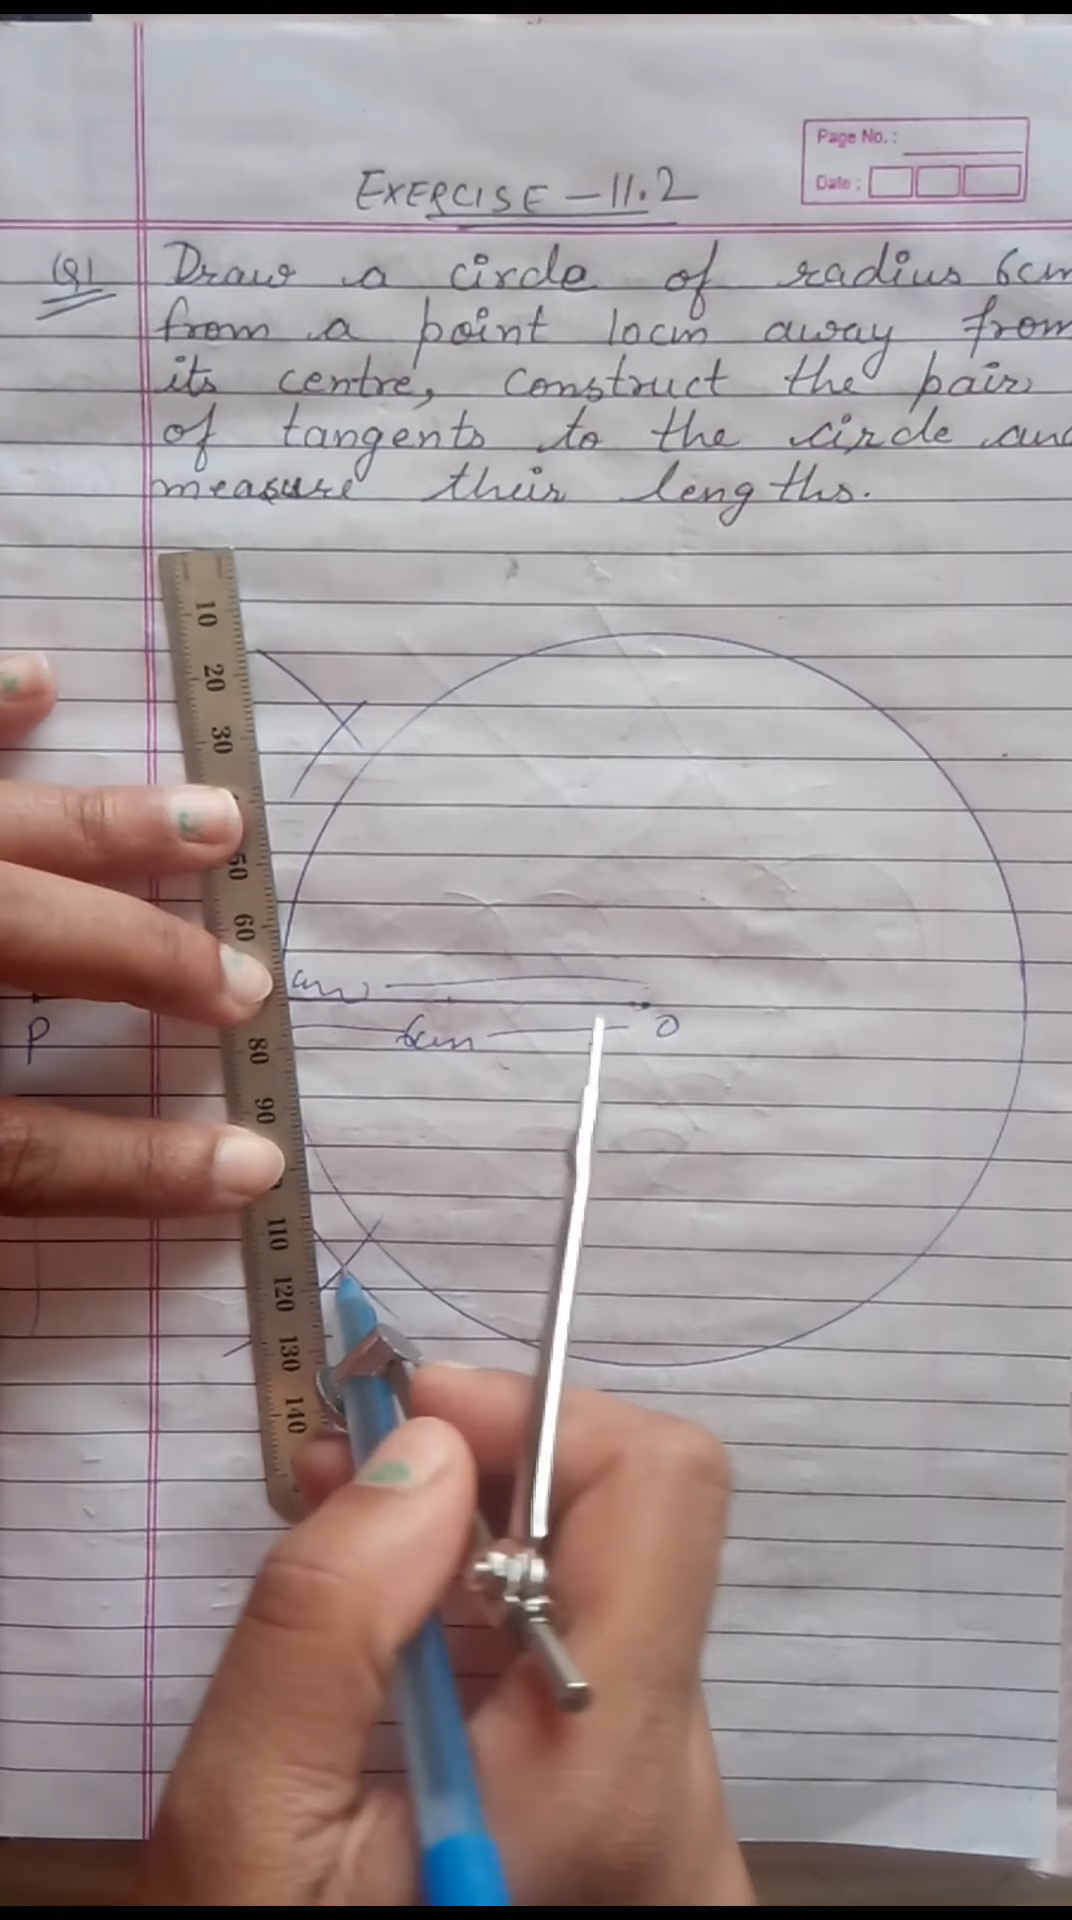 Page No. :
Date :
EXERCISE - 11.2
Q1 Draw a circle of radius 6cm
from a point 10cm away from
its centre, construct the pair
of tangents to the circle and
measure their lengths.
10
20
30
50
60
cm
P
6cm
O
80
90
110
120
130
140